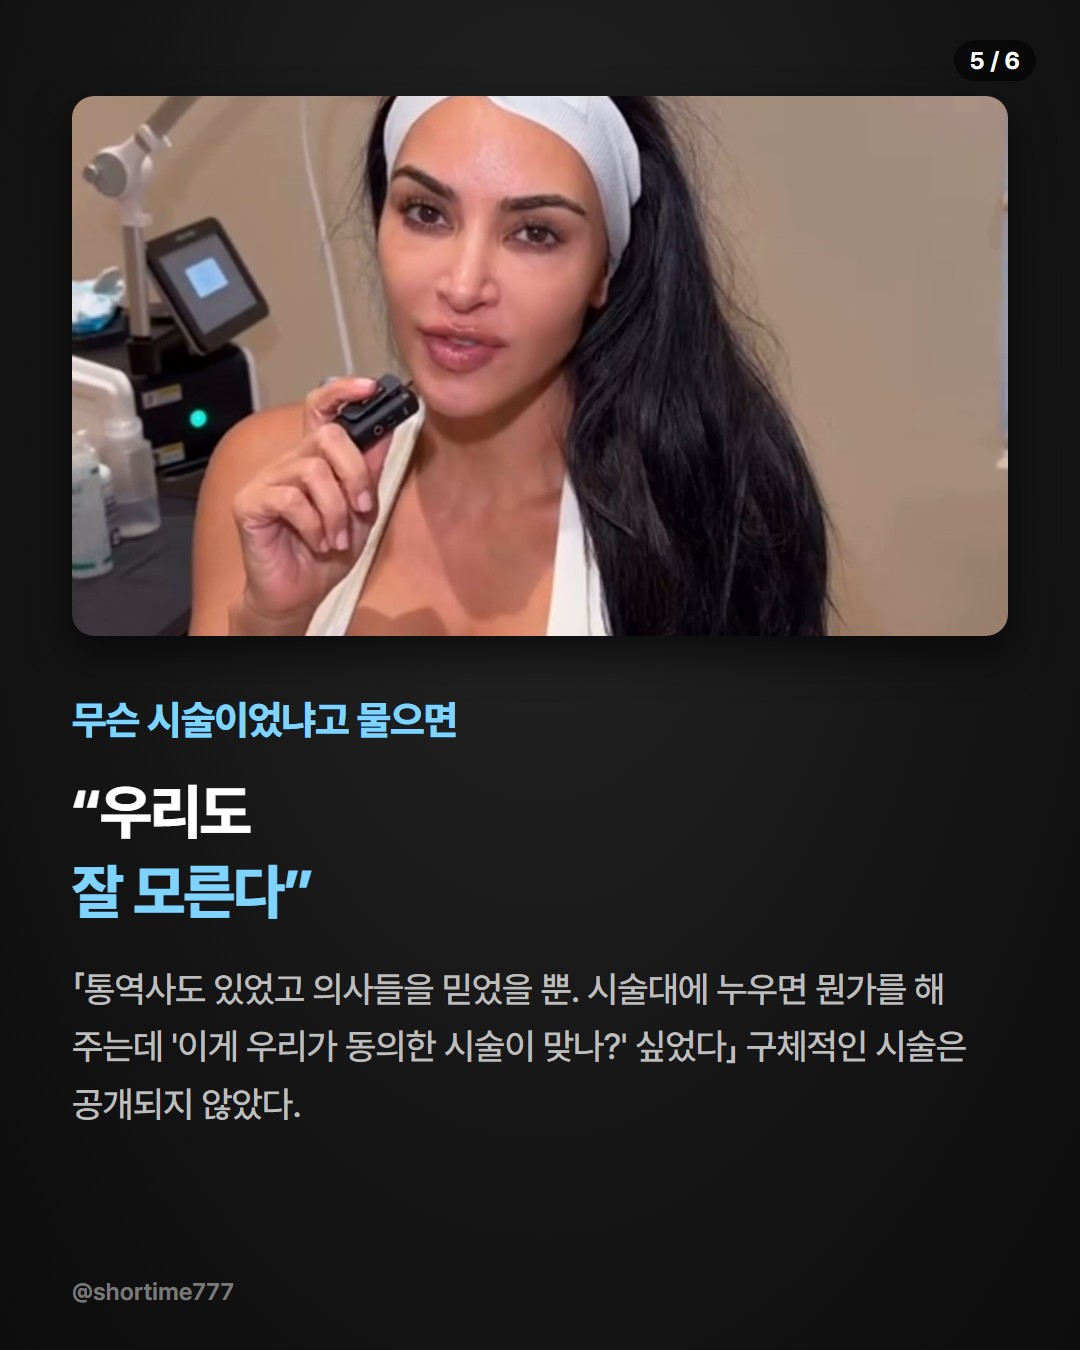 5 / 6
무슨 시술이었냐고 물으면
“우리도
잘 모른다”
「통역사도 있었고 의사들을 믿었을 뿐. 시술대에 누우면 뭔가를 해
주는데 '이게 우리가 동의한 시술이 맞나?' 싶었다」 구체적인 시술은
공개되지 않았다.
@shortime777